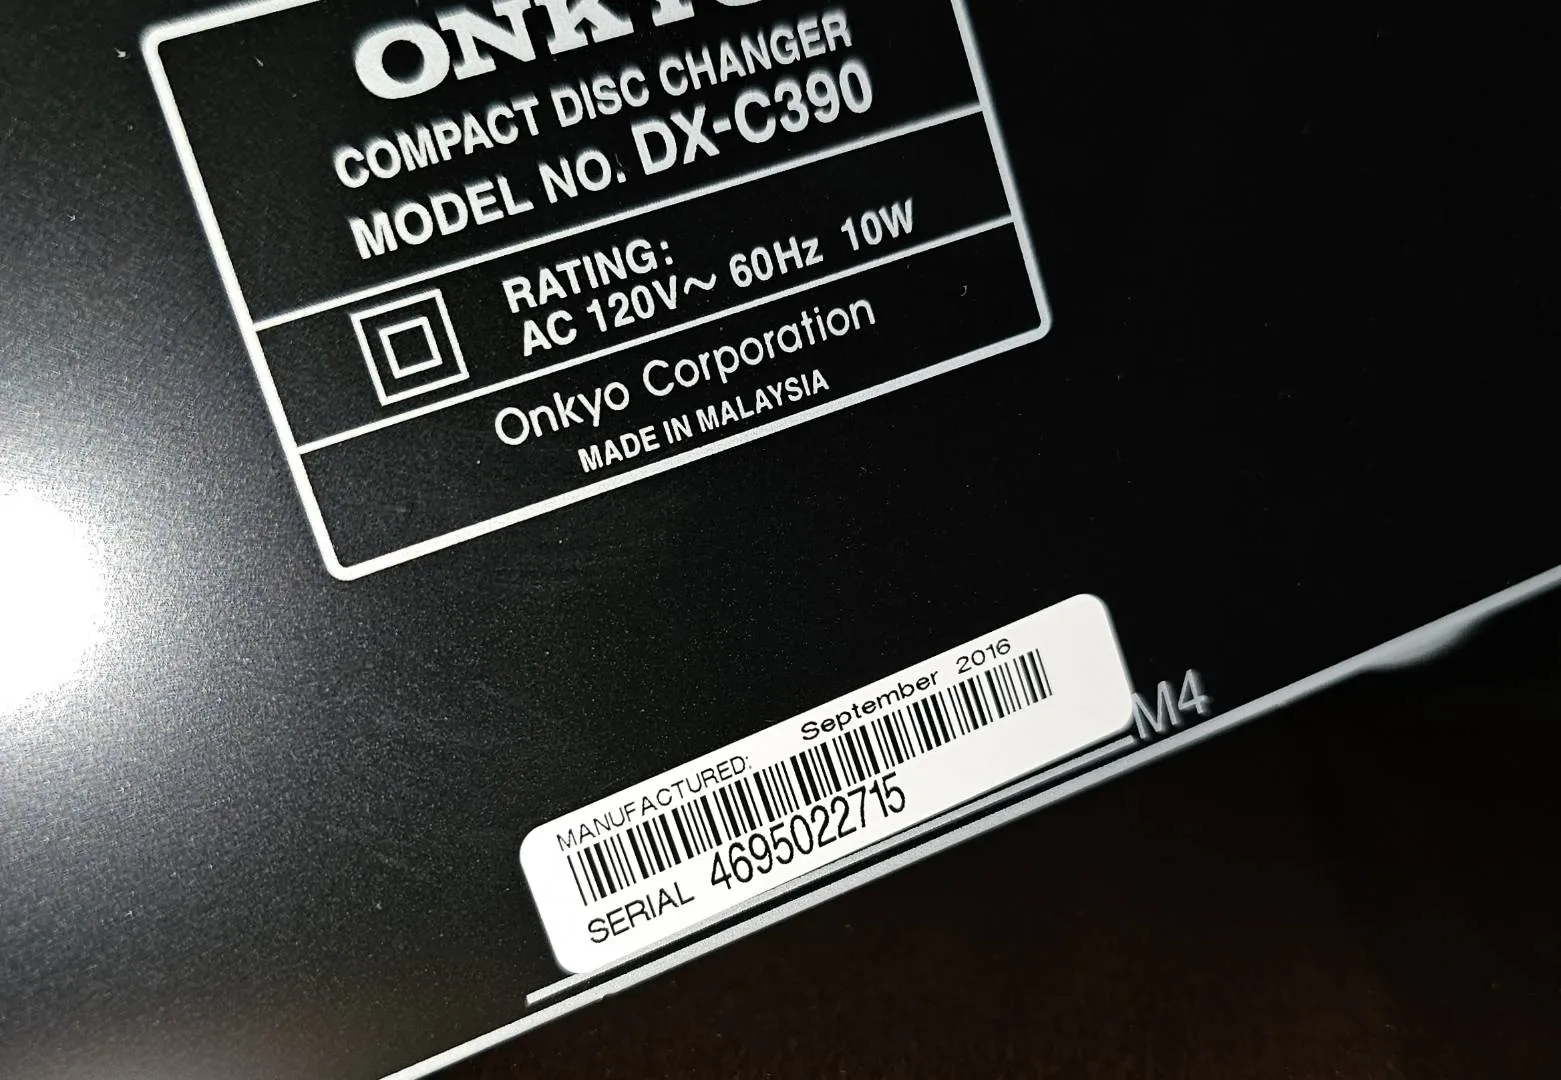 ONKYO
COMPACT DISC CHANGER
MODEL NO. DX-C390
RATING:
AC 120V~ 60Hz 10W
Onkyo Corporation
MADE IN MALAYSIA
MANUFACTURED: September 2016
SERIAL 4695022715
M4